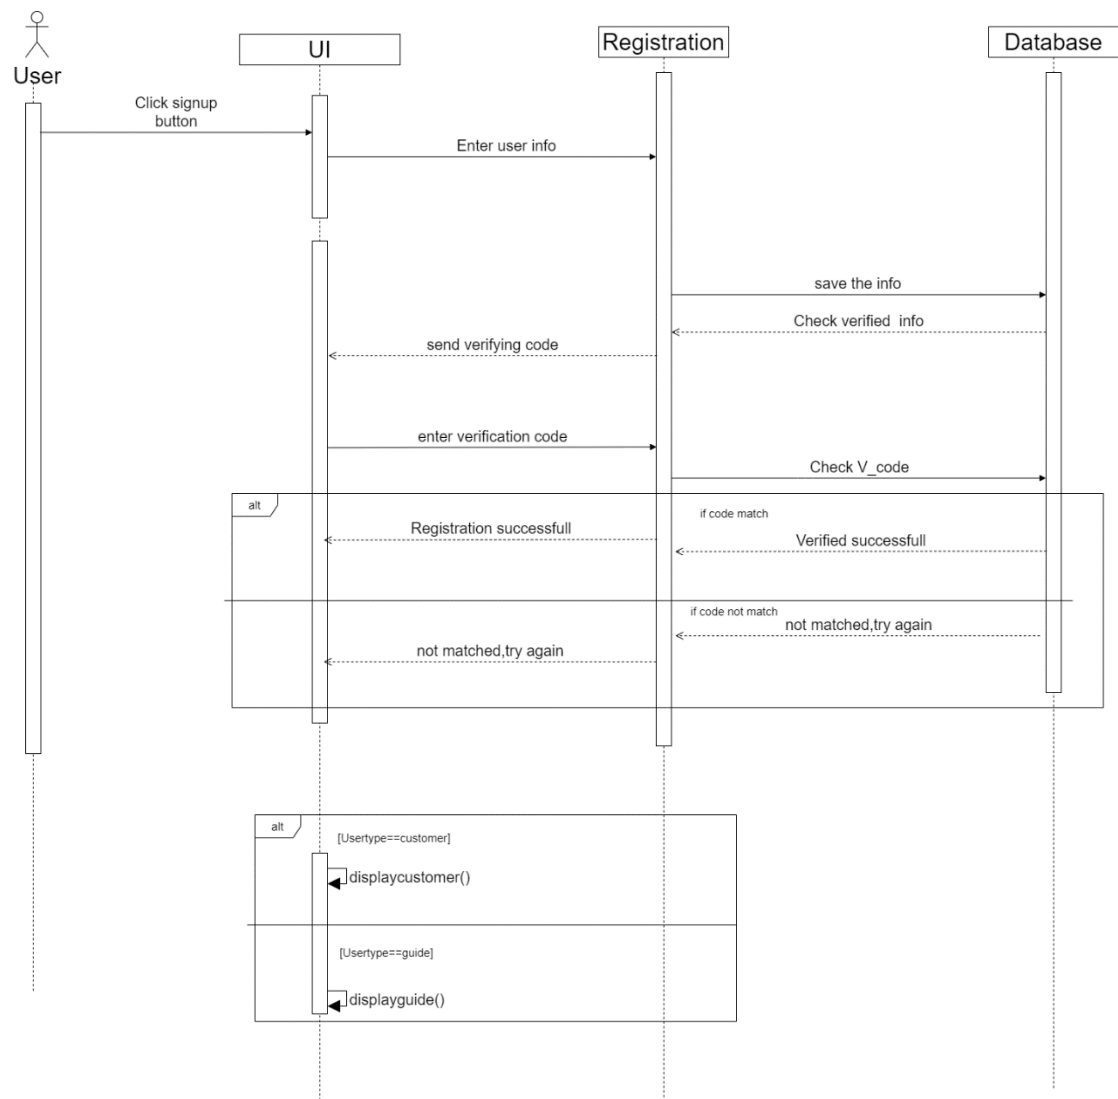 User
UI
Registration
Database
Click signup
button
Enter user info
save the info
Check verified  info
send verifying code
enter verification code
Check V_code
alt
if code match
Registration successfull
Verified successfull
if code not match
not matched,try again
not matched,try again
alt
[Usertype==customer]
displaycustomer()
[Usertype==guide]
displayguide()